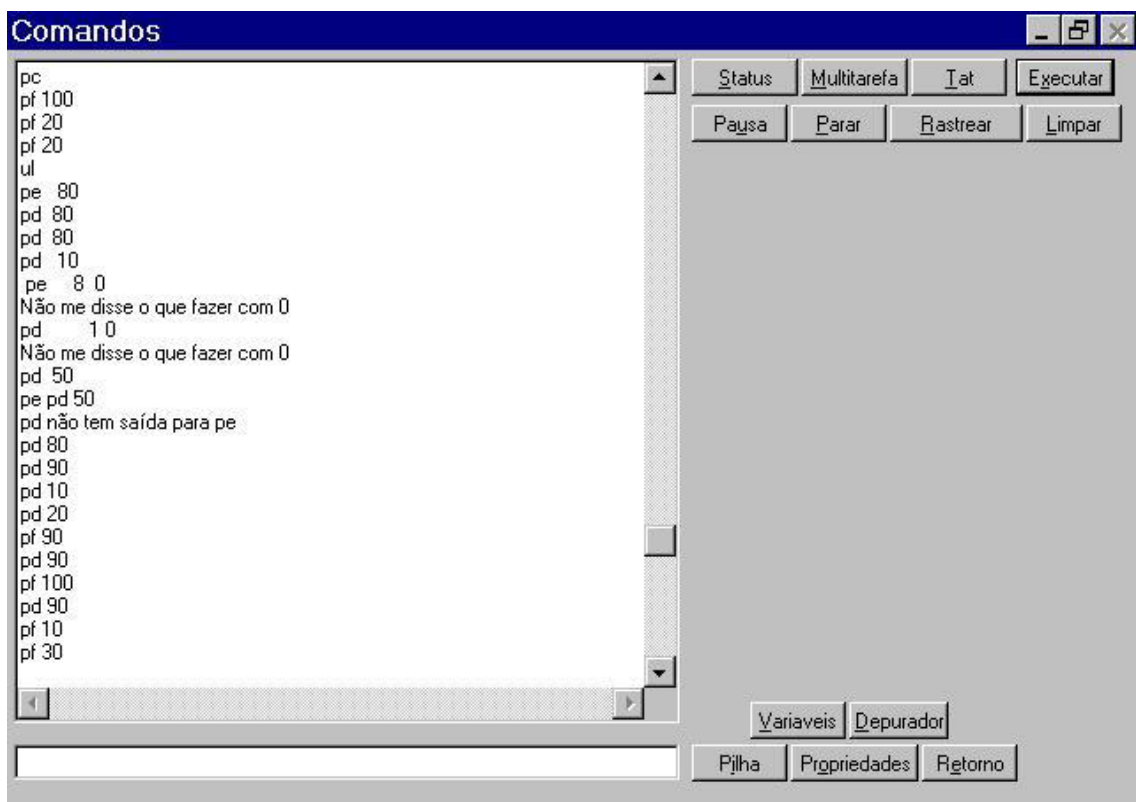 Comandos
pc
pf 100
pf 20
pf 20
ul
pe 80
pd 80
pd 80
pd 10
pe 8 0
Não me disse o que fazer com 0
pd 1 0
Não me disse o que fazer com 0
pd 50
pe pd 50
pd não tem saída para pe
pd 80
pd 90
pd 10
pd 20
pf 90
pd 90
pf 100
pd 90
pf 10
pf 30
Status Multitarefa Tat Executar
Pausa Parar Rastrear Limpar
Variaveis Depurador
Pilha Propriedades Retorno